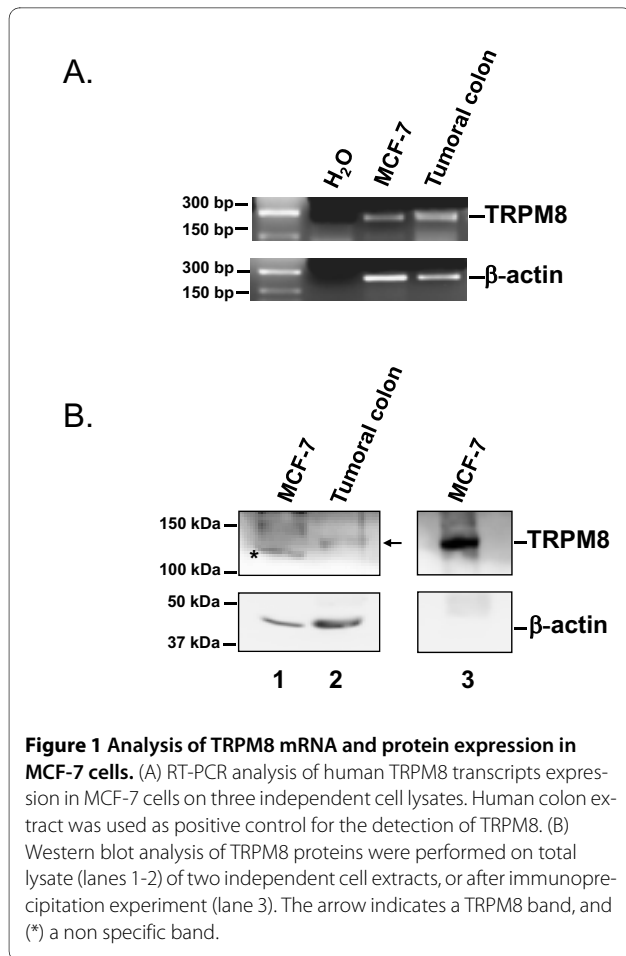 A.
H₂O
MCF-7
Tumoral colon
300 bp
150 bp
TRPM8
300 bp
150 bp
β-actin
B.
MCF-7
Tumoral colon
MCF-7
150 kDa
*
100 kDa
TRPM8
50 kDa
37 kDa
β-actin
1 2 3
Figure 1 Analysis of TRPM8 mRNA and protein expression in
MCF-7 cells. (A) RT-PCR analysis of human TRPM8 transcripts expres-
sion in MCF-7 cells on three independent cell lysates. Human colon ex-
tract was used as positive control for the detection of TRPM8. (B)
Western blot analysis of TRPM8 proteins were performed on total
lysate (lanes 1-2) of two independent cell extracts, or after immunopre-
cipitation experiment (lane 3). The arrow indicates a TRPM8 band, and
(*) a non specific band.